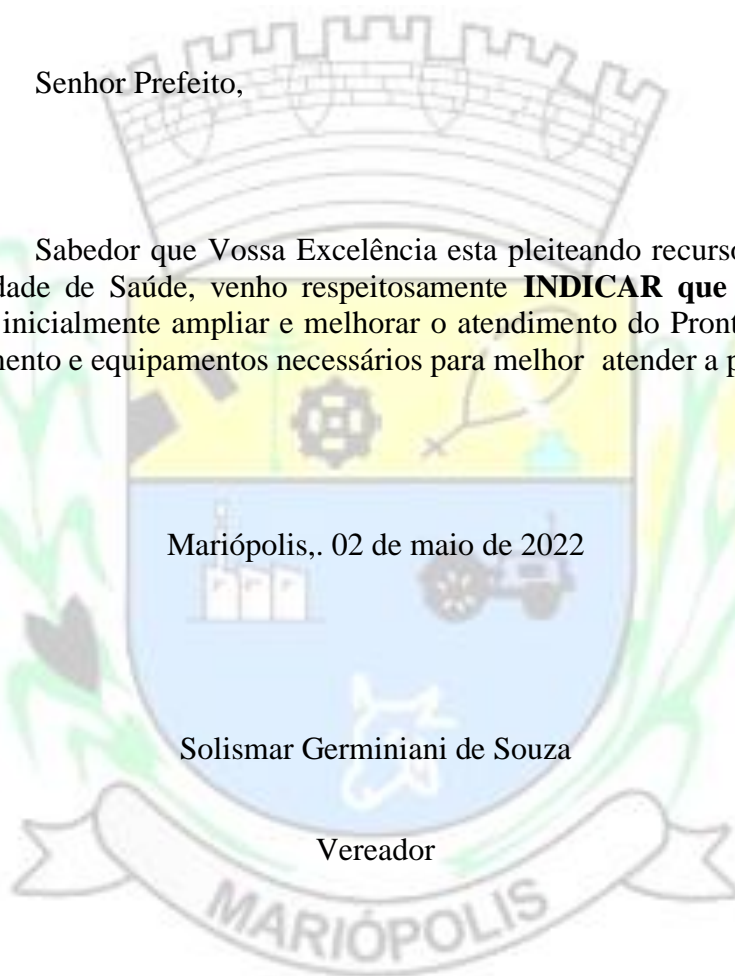 Senhor Prefeito,
Sabedor que Vossa Excelência esta pleiteando recurso
dade de Saúde, venho respeitosamente INDICAR que
inicialmente ampliar e melhorar o atendimento do Pront
mento e equipamentos necessários para melhor atender a p
Mariópolis,. 02 de maio de 2022
Solismar Germiniani de Souza
Vereador
MARIÓPOLIS